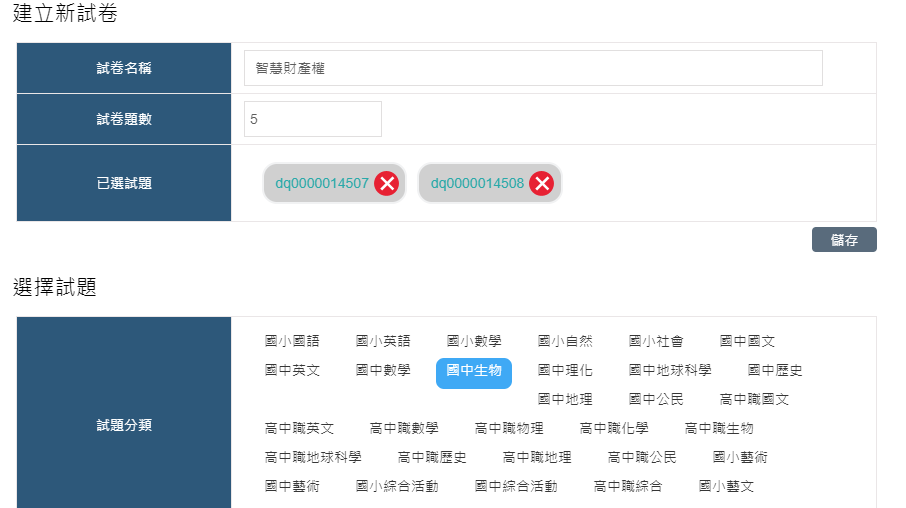 建立新試卷
試卷名稱 智慧財產權
試卷題數 5
已選試題 dq0000014507 dq0000014508
儲存
選擇試題
試題分類
國小國語 國小英語 國小數學 國小自然 國小社會 國中國文
國中英文 國中數學 國中生物 國中理化 國中地球科學 國中歷史
國中地理 國中公民 高中職國文
高中職英文 高中職數學 高中職物理 高中職化學 高中職生物
高中職地球科學 高中職歷史 高中職地理 高中職公民 國小藝術
國中藝術 國小綜合活動 國中綜合活動 高中職綜合 國小藝文